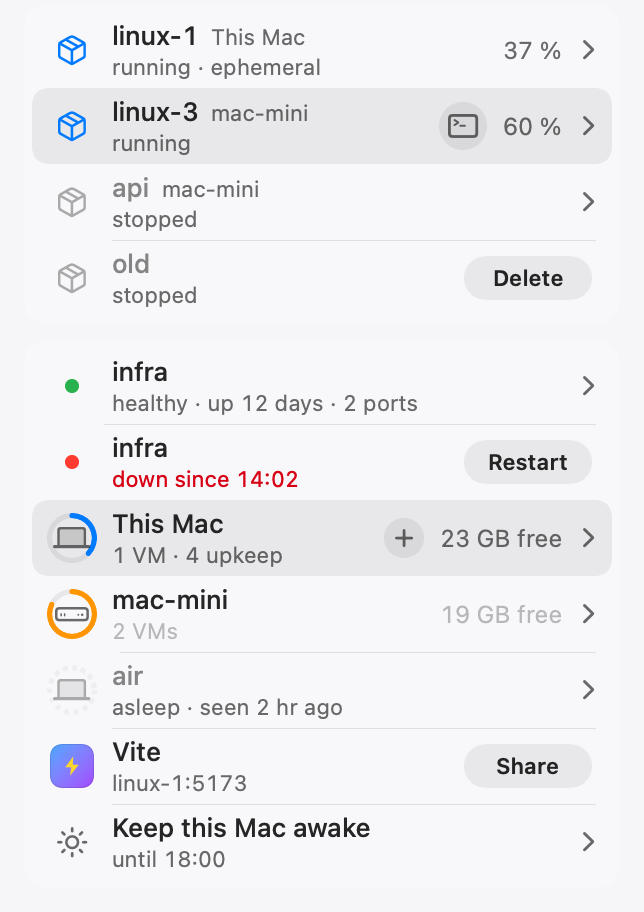 linux-1 This Mac
running · ephemeral
37 %
linux-3 mac-mini
running
60 %
api mac-mini
stopped
old
stopped
Delete
infra
healthy · up 12 days · 2 ports
infra
down since 14:02
Restart
This Mac
1 VM · 4 upkeep
23 GB free
mac-mini
2 VMs
19 GB free
air
asleep · seen 2 hr ago
Vite
linux-1:5173
Share
Keep this Mac awake
until 18:00